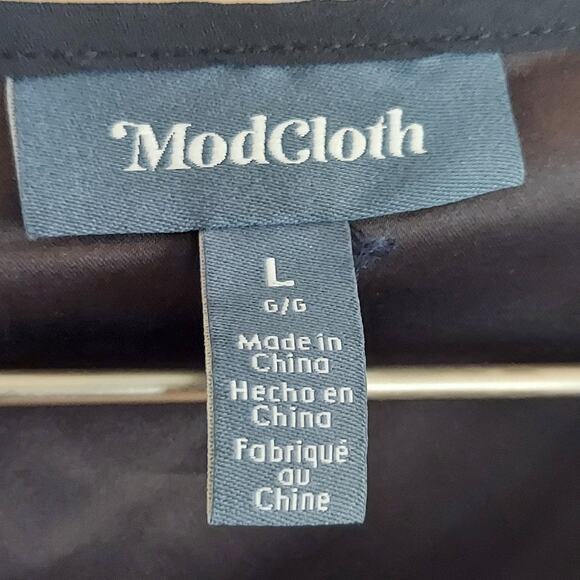 ModCloth
L
G/G
Made in
China
Hecho en
China
Fabriqué
au
Chine